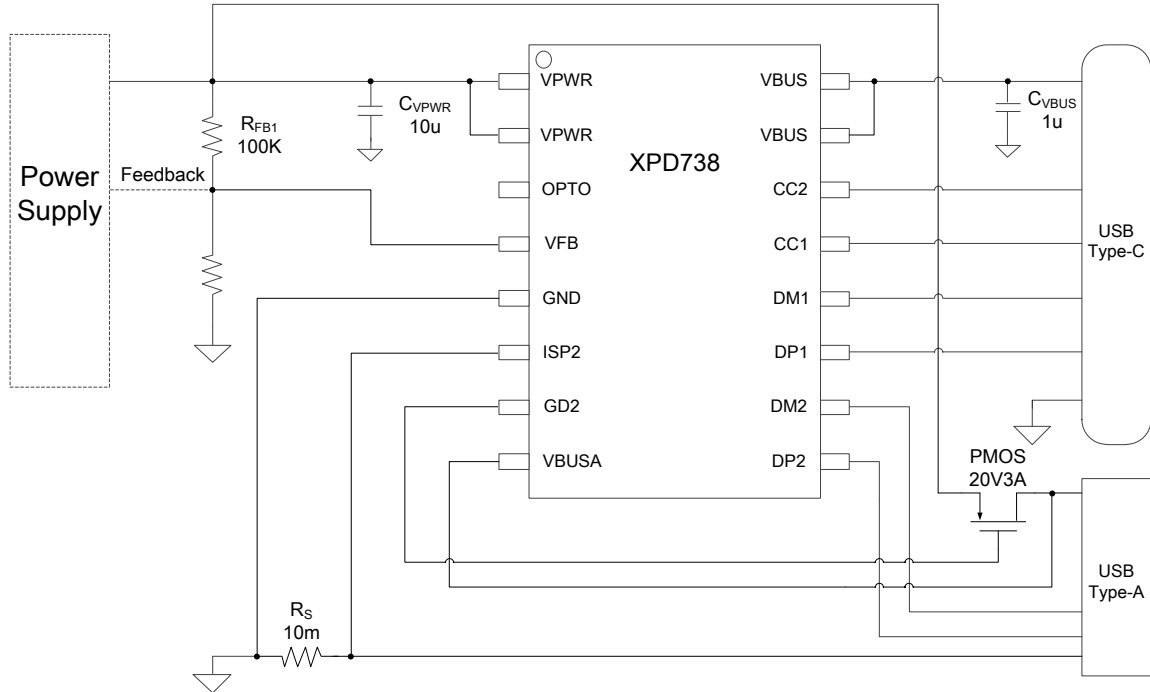 Power
Supply
Feedback
RFB1
100K
CVPWR
10u
XPD738
VPWR
VPWR
OPTO
VFB
GND
ISP2
GD2
VBUSA
VBUS
VBUS
CC2
CC1
DM1
DP1
DM2
DP2
CVBUS
1u
USB
Type-C
PMOS
20V3A
USB
Type-A
RS
10m